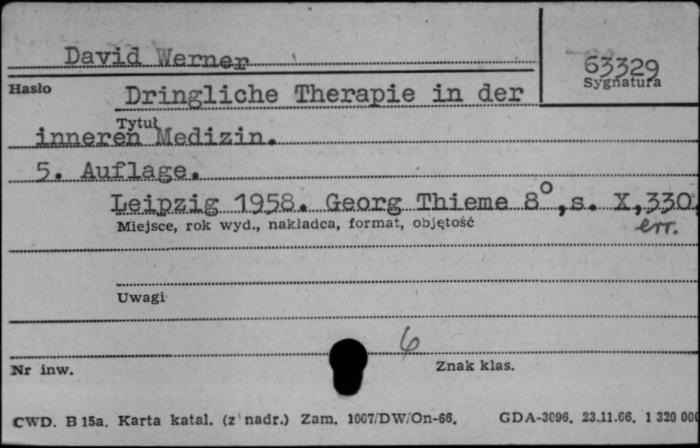 David Werner
63329
Hasło
Sygnatura
Dringliche Therapie in der
Tytuł
inneren Medizin.
5. Auflage.
Leipzig 1958. Georg Thieme 8°,s. X,330
Miejsce, rok wyd., nakładca, format, objętość
err.
Uwagi
6
Nr inw.
Znak klas.
CWD. B 15a. Karta katal. (z nadr.) Zam. 1007/DW/On-66. GDA-3096. 23.11.66. 1 320 000